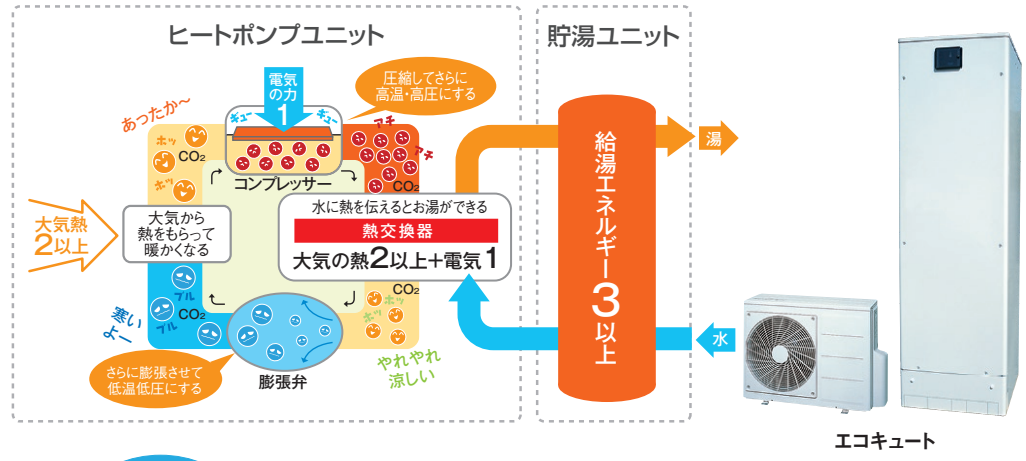 ヒートポンプユニット
貯湯ユニット
電気
の力
1
圧縮してさらに
高温・高圧にする
あったか〜
ギュー
ギュー
アチ
アチ
ホッ
ホッ
CO₂
コンプレッサー
CO₂
大気熱
2以上
大気から
熱をもらって
暖かくなる
水に熱を伝えるとお湯ができる
熱交換器
大気の熱2以上+電気1
給湯エネルギー3以上
湯
水
ブル
ブル
CO₂
寒い
よー
CO₂
ホッ
ホッ
やれやれ
涼しい
さらに膨張させて
低温低圧にする
膨張弁
エコキュート